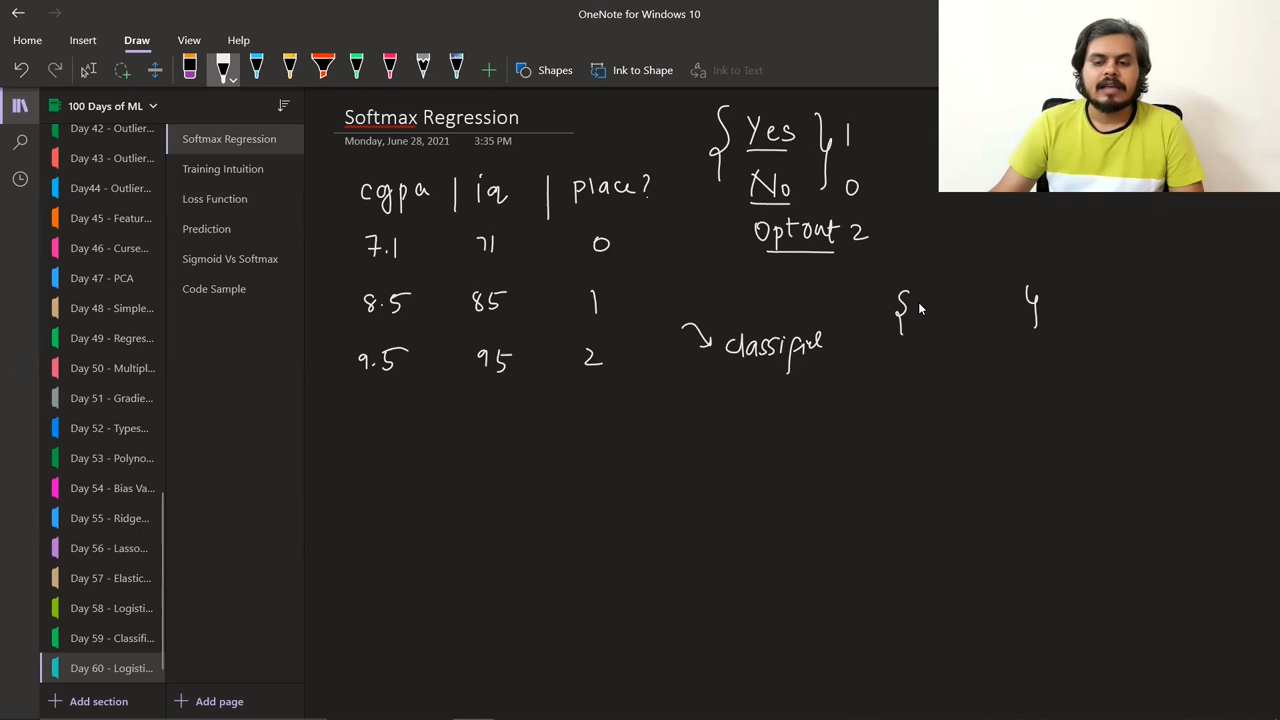 OneNote for Windows 10
Home Insert Draw View Help
Shapes Ink to Shape Ink to Text
100 Days of ML
Day 42 - Outlier...
Day 43 - Outlier...
Day44 - Outlier...
Day 45 - Featur...
Day 46 - Curse...
Day 47 - PCA
Day 48 - Simple...
Day 49 - Regres...
Day 50 - Multipl...
Day 51 - Gradie...
Day 52 - Types...
Day 53 - Polyno...
Day 54 - Bias Va...
Day 55 - Ridge...
Day 56 - Lasso...
Day 57 - Elastic...
Day 58 - Logisti...
Day 59 - Classifi...
Day 60 - Logisti...
Add section
Softmax Regression
Training Intuition
Loss Function
Prediction
Sigmoid Vs Softmax
Code Sample
Add page
Softmax Regression
Monday, June 28, 2021 3:35 PM
cgpa | iq | place?
7.1 71 0
8.5 85 1
9.5 95 2
{ Yes } 1
No 0
Optout 2